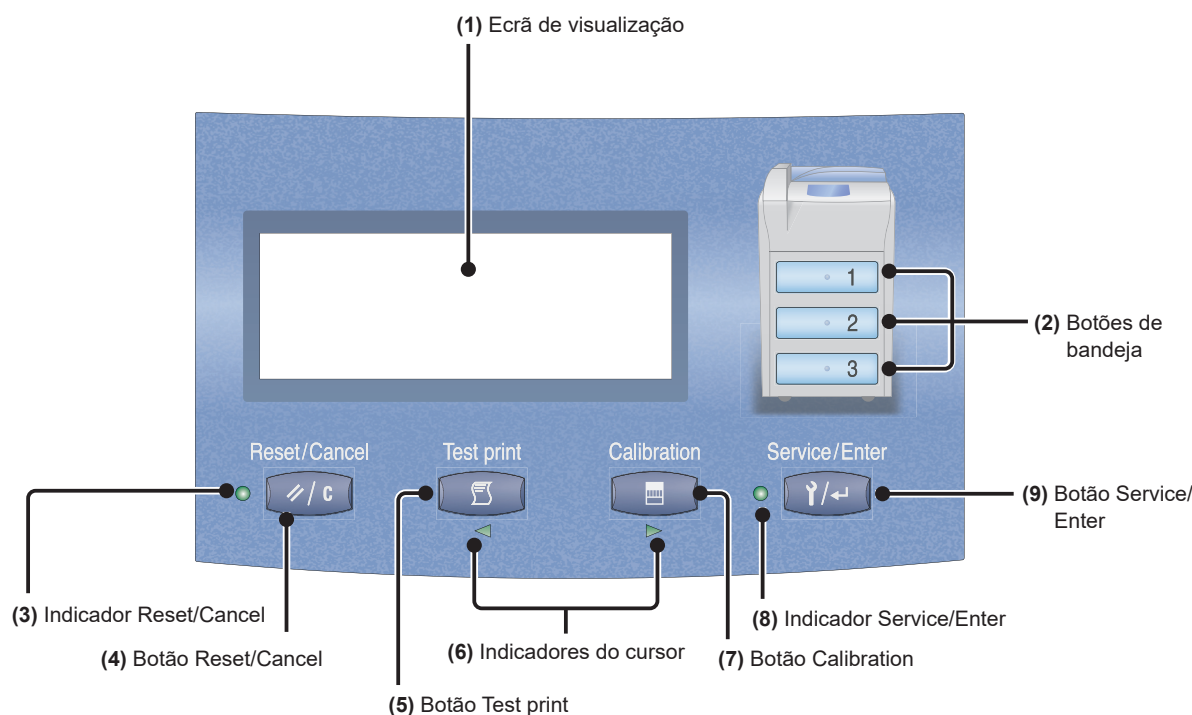 (1) Ecrã de visualização
1
2
3
(2) Botões de
bandeja
Reset/Cancel
Test print
Calibration
Service/Enter
/ C
/
(9) Botão Service/
Enter
(3) Indicador Reset/Cancel
(8) Indicador Service/Enter
(4) Botão Reset/Cancel
(6) Indicadores do cursor
(7) Botão Calibration
(5) Botão Test print